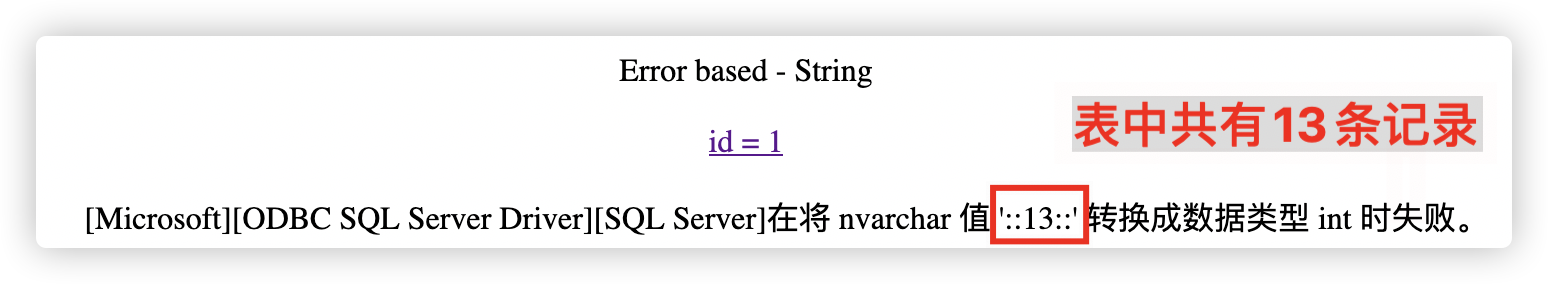 Error based - String
表中共有13条记录
id = 1
[Microsoft][ODBC SQL Server Driver][SQL Server]在将 nvarchar 值 '::13::' 转换成数据类型 int 时失败。